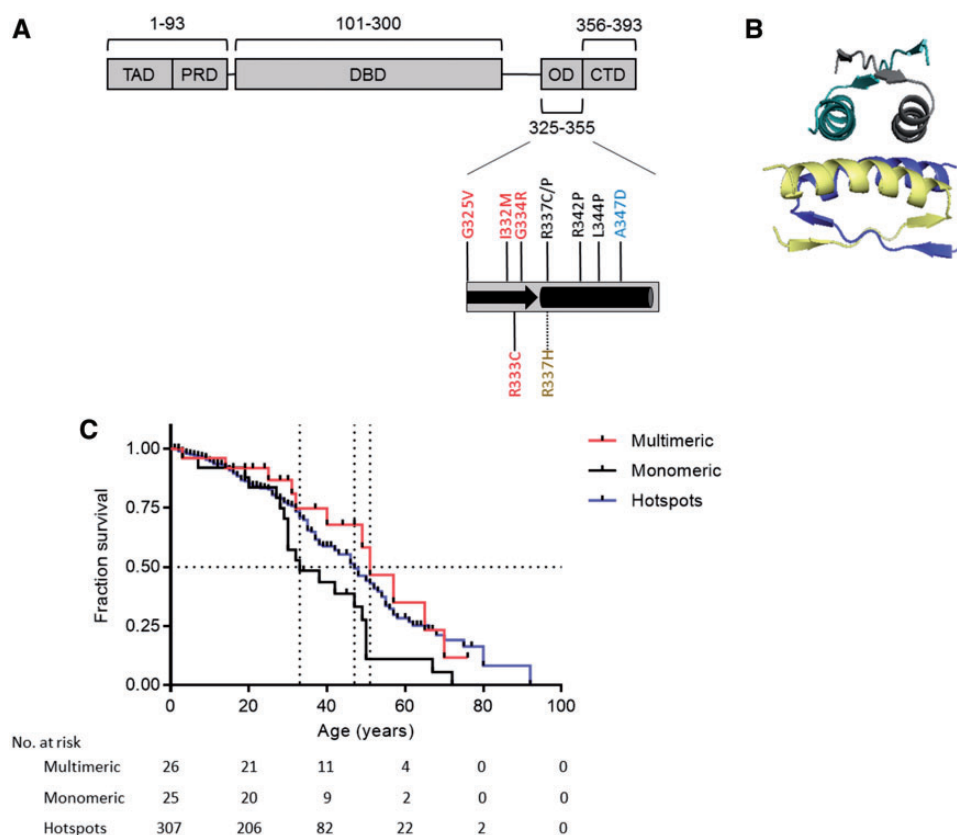 A
1-93
101-300
356-393
TAD
PRD
DBD
OD
CTD
325-355
G325V
I332M
G334R
R337C/P
R342P
L344P
A347D
R333C
R337H
B
C
Fraction survival
1.00
0.75
0.50
0.25
0.00
0 20 40 60 80 100
Age (years)
Multimeric
Monomeric
Hotspots
No. at risk
Multimeric 26 21 11 4 0 0
Monomeric 25 20 9 2 0 0
Hotspots 307 206 82 22 2 0